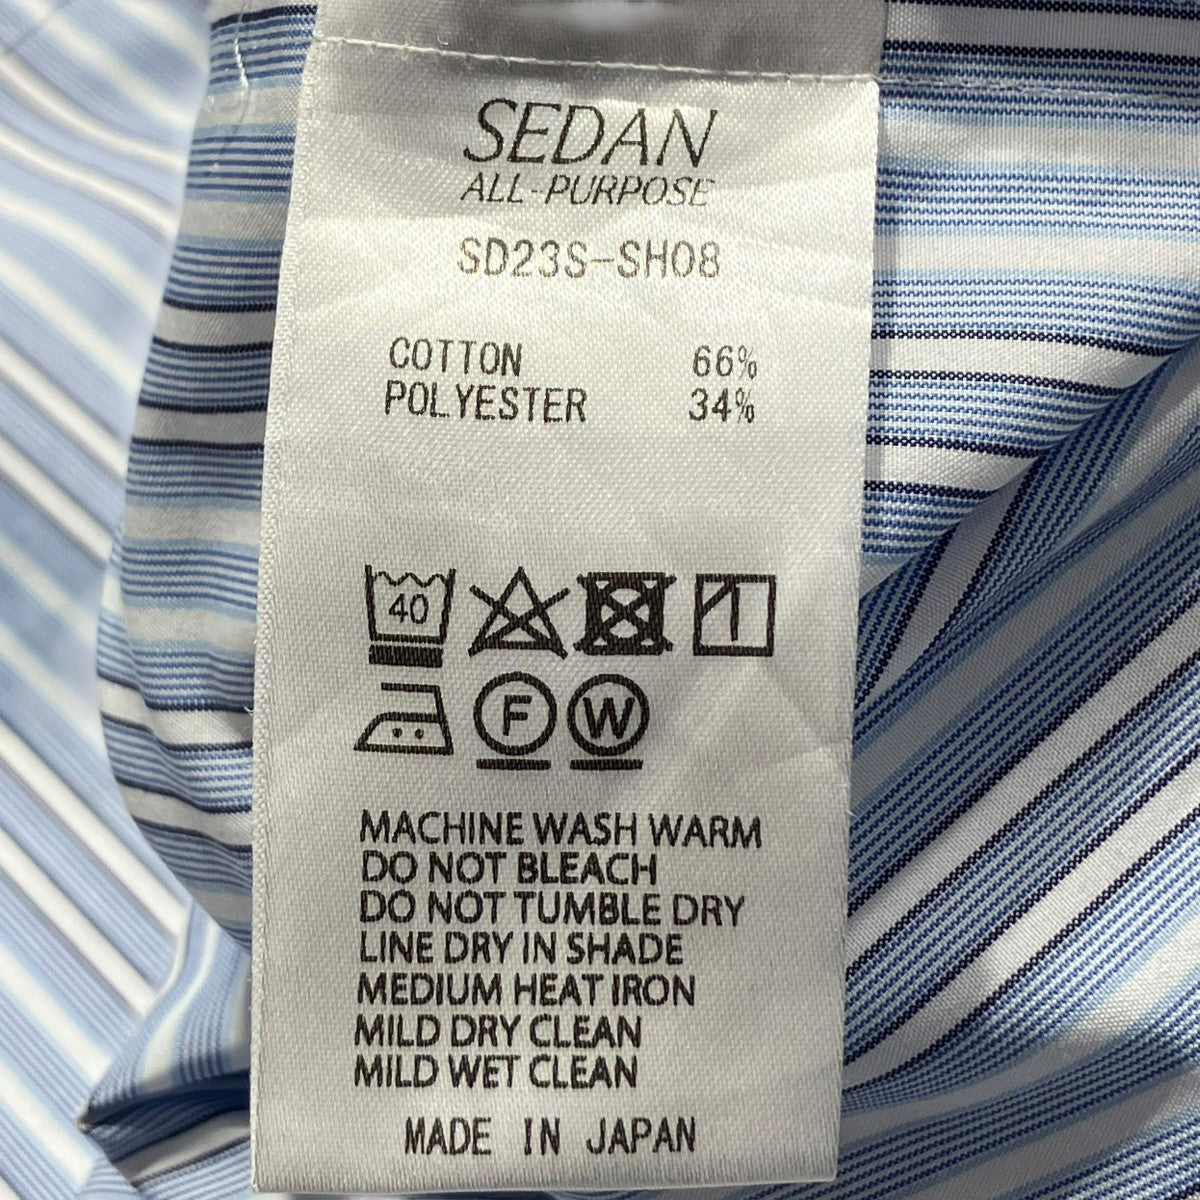 SEDAN
ALL-PURPOSE
SD23S-SH08
COTTON 66%
POLYESTER 34%
40
F W
MACHINE WASH WARM
DO NOT BLEACH
DO NOT TUMBLE DRY
LINE DRY IN SHADE
MEDIUM HEAT IRON
MILD DRY CLEAN
MILD WET CLEAN
MADE IN JAPAN